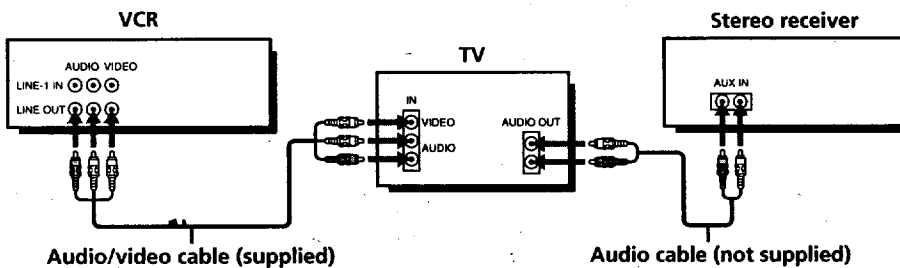 VCR
AUDIO VIDEO
LINE-1 IN
LINE OUT
TV
IN
VIDEO
AUDIO
AUDIO OUT
Stereo receiver
AUX IN
Audio/video cable (supplied)
Audio cable (not supplied)